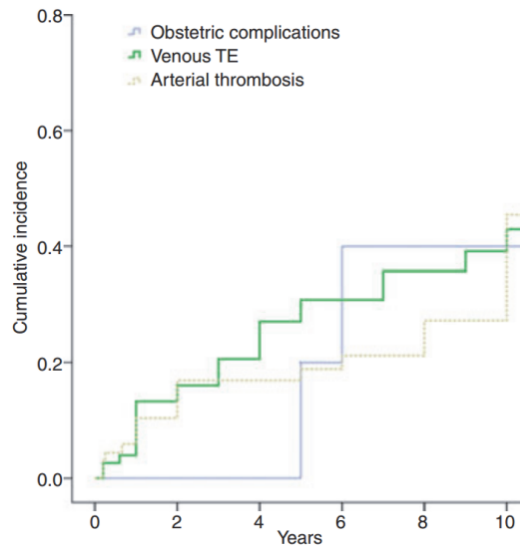 Obstetric complications
Venous TE
Arterial thrombosis
Cumulative incidence
0.8
0.6
0.4
0.2
0.0
0 2 4 6 8 10
Years